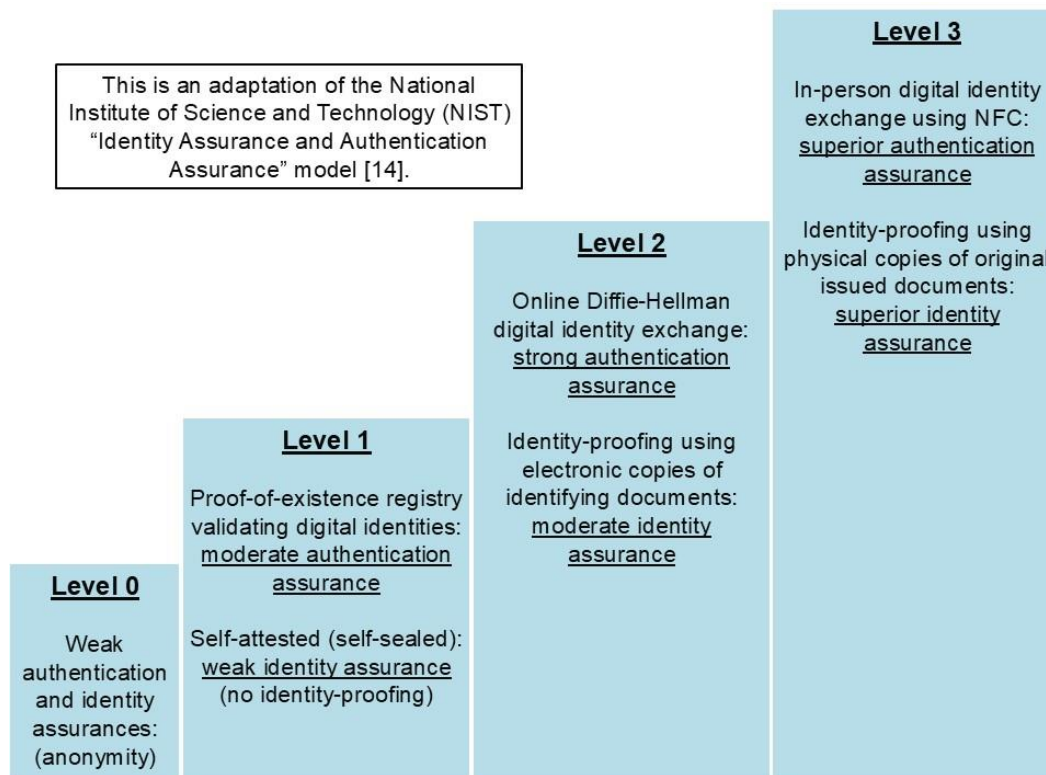 This is an adaptation of the National
Institute of Science and Technology (NIST)
“Identity Assurance and Authentication
Assurance” model [14].
Level 0
Weak
authentication
and identity
assurances:
(anonymity)
Level 1
Proof-of-existence registry
validating digital identities:
moderate authentication
assurance
Self-attested (self-sealed):
weak identity assurance
(no identity-proofing)
Level 2
Online Diffie-Hellman
digital identity exchange:
strong authentication
assurance
Identity-proofing using
electronic copies of
identifying documents:
moderate identity
assurance
Level 3
In-person digital identity
exchange using NFC:
superior authentication
assurance
Identity-proofing using
physical copies of original
issued documents:
superior identity
assurance